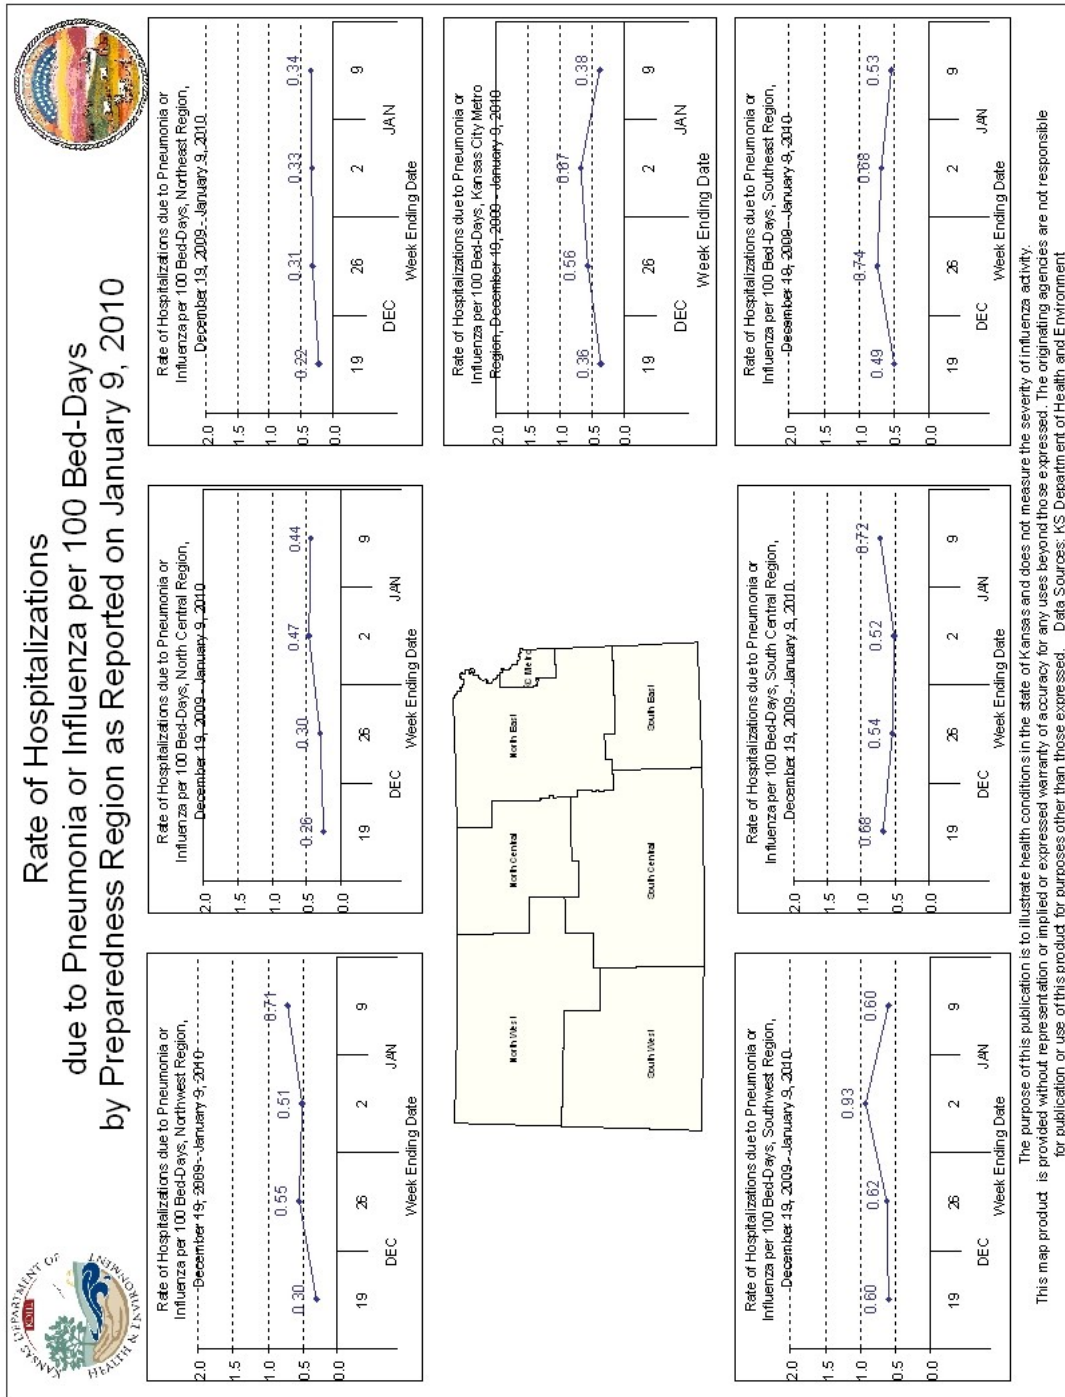 Rate of Hospitalizations
due to Pneumonia or Influenza per 100 Bed-Days
by Preparedness Region as Reported on January 9, 2010
KANSAS DEPARTMENT OF
KDHE
HEALTH & ENVIRONMENT
Rate of Hospitalizations due to Pneumonia or
Influenza per 100 Bed-Days, Northwest Region,
December 19, 2009 - January 9, 2010
2.0
1.5
1.0
0.5
0.0
0.30
0.55
0.51
0.71
19
26
2
9
DEC
JAN
Week Ending Date
Rate of Hospitalizations due to Pneumonia or
Influenza per 100 Bed-Days, North Central Region,
December 19, 2009 - January 9, 2010
2.0
1.5
1.0
0.5
0.0
0.26
0.30
0.47
0.44
19
26
2
9
DEC
JAN
Week Ending Date
Rate of Hospitalizations due to Pneumonia or
Influenza per 100 Bed-Days, Northeast Region,
December 19, 2009 - January 9, 2010
2.0
1.5
1.0
0.5
0.0
0.22
0.31
0.33
0.34
19
26
2
9
DEC
JAN
Week Ending Date
North West
North Central
North East
KC Metro
South West
South Central
South East
Rate of Hospitalizations due to Pneumonia or
Influenza per 100 Bed-Days, Kansas City Metro
Region, December 19, 2009 - January 9, 2010
2.0
1.5
1.0
0.5
0.0
0.36
0.56
0.67
0.38
19
26
2
9
DEC
JAN
Week Ending Date
Rate of Hospitalizations due to Pneumonia or
Influenza per 100 Bed-Days, Southwest Region,
December 19, 2009 - January 9, 2010
2.0
1.5
1.0
0.5
0.0
0.60
0.62
0.93
0.60
19
26
2
9
DEC
JAN
Week Ending Date
Rate of Hospitalizations due to Pneumonia or
Influenza per 100 Bed-Days, South Central Region,
December 19, 2009 - January 9, 2010
2.0
1.5
1.0
0.5
0.0
0.68
0.54
0.52
0.72
19
26
2
9
DEC
JAN
Week Ending Date
Rate of Hospitalizations due to Pneumonia or
Influenza per 100 Bed-Days, Southeast Region,
December 19, 2009 - January 9, 2010
2.0
1.5
1.0
0.5
0.0
0.49
0.74
0.68
0.53
19
26
2
9
DEC
JAN
Week Ending Date
The purpose of this publication is to illustrate health conditions in the state of Kansas and does not measure the severity of influenza activity.
This map product is provided without representation or implied or expressed warranty of accuracy for any uses beyond those expressed. The originating agencies are not responsible
for publication or use of this product for purposes other than those expressed. Data Sources: KS Department of Health and Environment